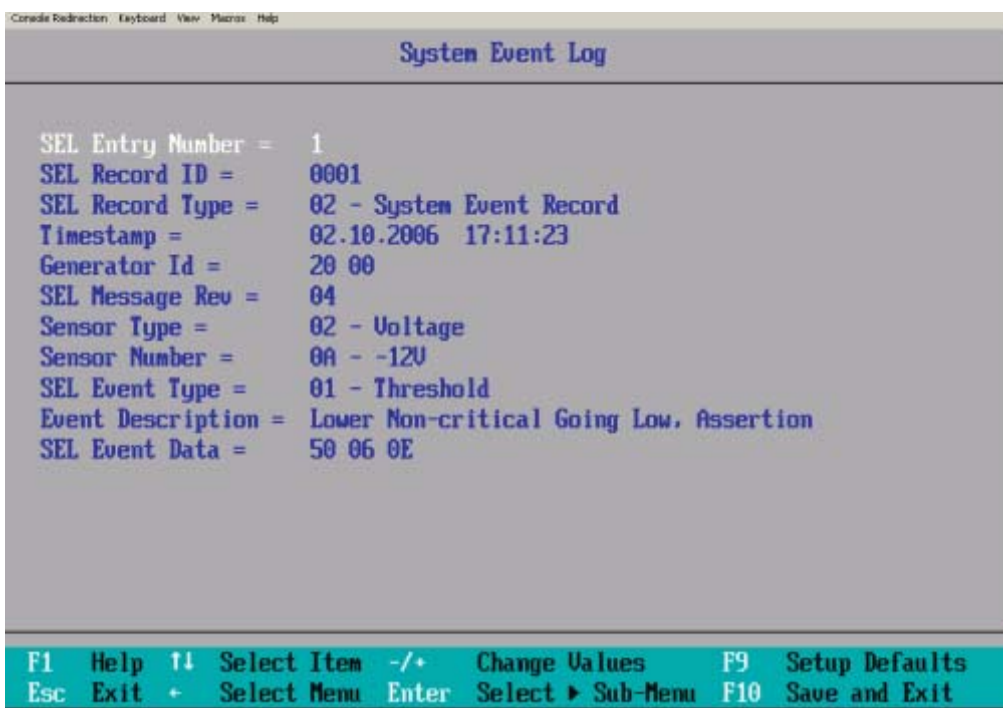 Console Redirection Keyboard View Macros Help
System Event Log
SEL Entry Number = 1
SEL Record ID = 0001
SEL Record Type = 02 - System Event Record
Timestamp = 02.10.2006 17:11:23
Generator Id = 20 00
SEL Message Rev = 04
Sensor Type = 02 - Voltage
Sensor Number = 0A - -12V
SEL Event Type = 01 - Threshold
Event Description = Lower Non-critical Going Low, Assertion
SEL Event Data = 50 06 0E
F1 Help ↑↓ Select Item -/+ Change Values F9 Setup Defaults
Esc Exit ← Select Menu Enter Select ▶ Sub-Menu F10 Save and Exit